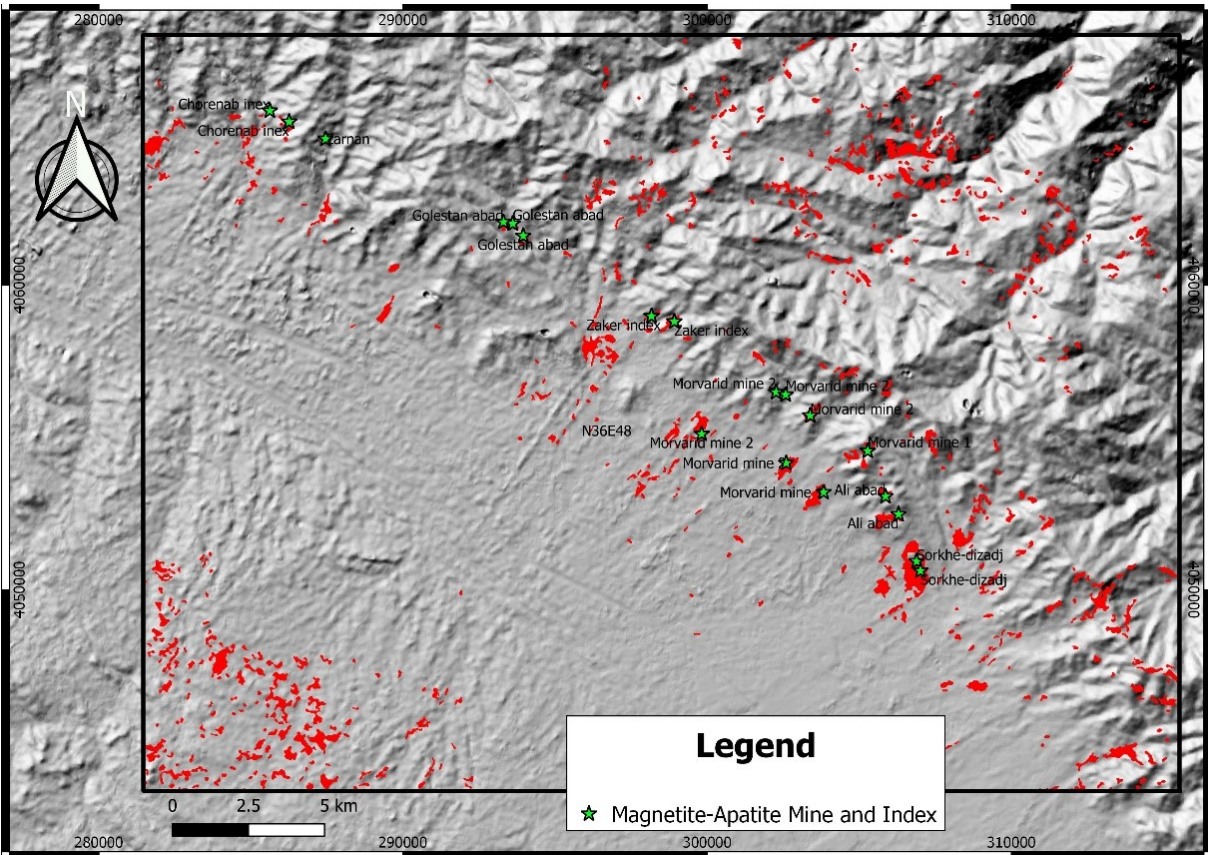 280000
290000
300000
310000
N
Chorenab inex
Chorenab inex
zarnan
Golestan abad
Golestan abad
Golestan abad
4060000
4060000
Zaker index
Zaker index
Morvarid mine 2
Morvarid mine 2
Morvarid mine 2
N36E48
Morvarid mine 2
Morvarid mine 1
Morvarid mine
Morvarid mine
Ali abad
Ali abad
Sorkhe-dizadj
Sorkhe-dizadj
4050000
4050000
Legend
Magnetite-Apatite Mine and Index
0 2.5 5 km
280000
290000
300000
310000